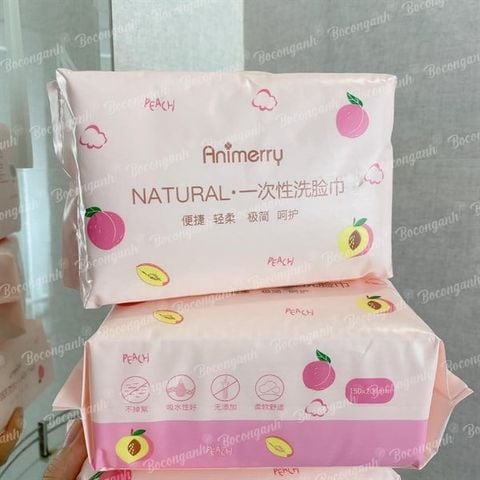 PEACH
Animerry
NATURAL·一次性洗脸巾
便捷 轻柔 极简 呵护
PEACH
PEACH
不掉絮 吸水性好 无添加 柔软舒适
PEACH
Boconganh